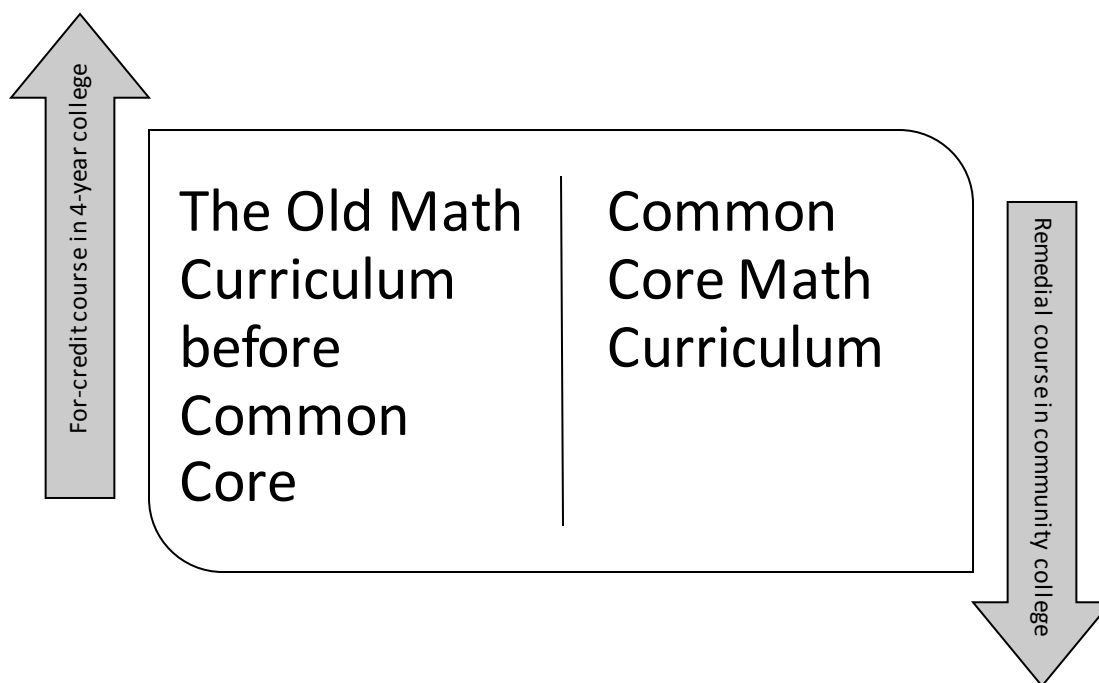 For-credit course in 4-year college
The Old Math
Curriculum
before
Common
Core
Common
Core Math
Curriculum
Remedial course in community college